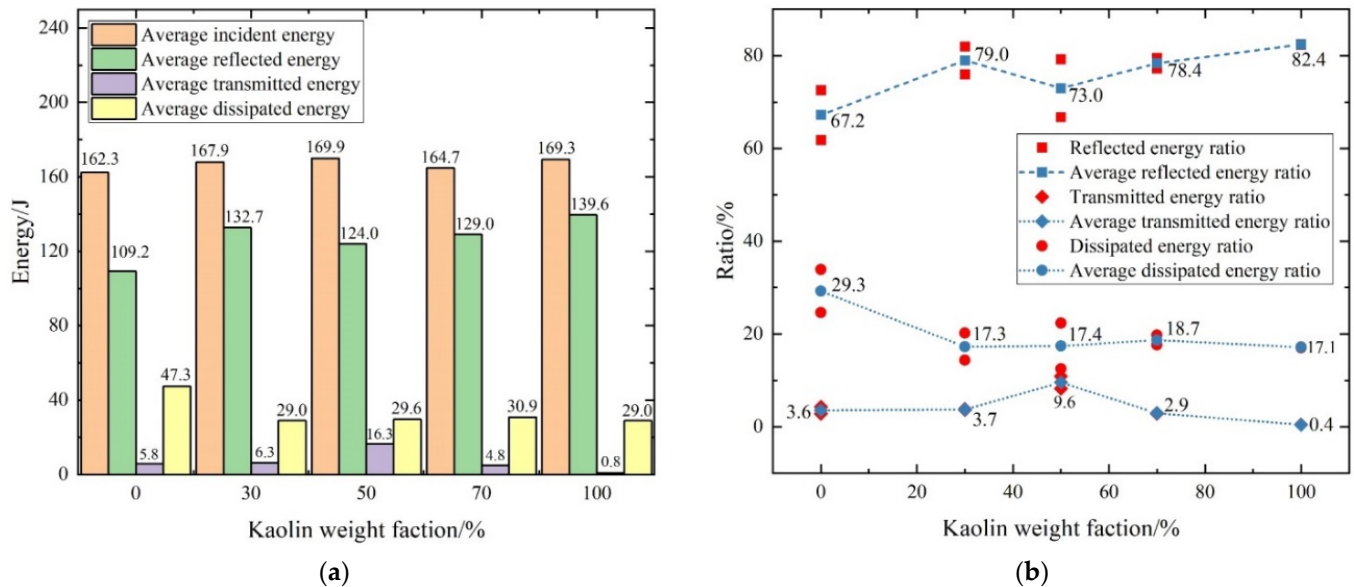 240
200
160
120
80
40
0
Energy/J
Average incident energy
Average reflected energy
Average transmitted energy
Average dissipated energy
162.3
109.2
5.8
47.3
167.9
132.7
6.3
29.0
169.9
124.0
16.3
29.6
164.7
129.0
4.8
30.9
169.3
139.6
0.8
29.0
0 30 50 70 100
Kaolin weight faction/%
(a)
80
60
40
20
0
Ratio/%
67.2
79.0
73.0
78.4
82.4
Reflected energy ratio
Average reflected energy ratio
Transmitted energy ratio
Average transmitted energy ratio
Dissipated energy ratio
Average dissipated energy ratio
29.3
17.3
17.4
18.7
17.1
3.6
3.7
9.6
2.9
0.4
0 20 40 60 80 100
Kaolin weight faction/%
(b)